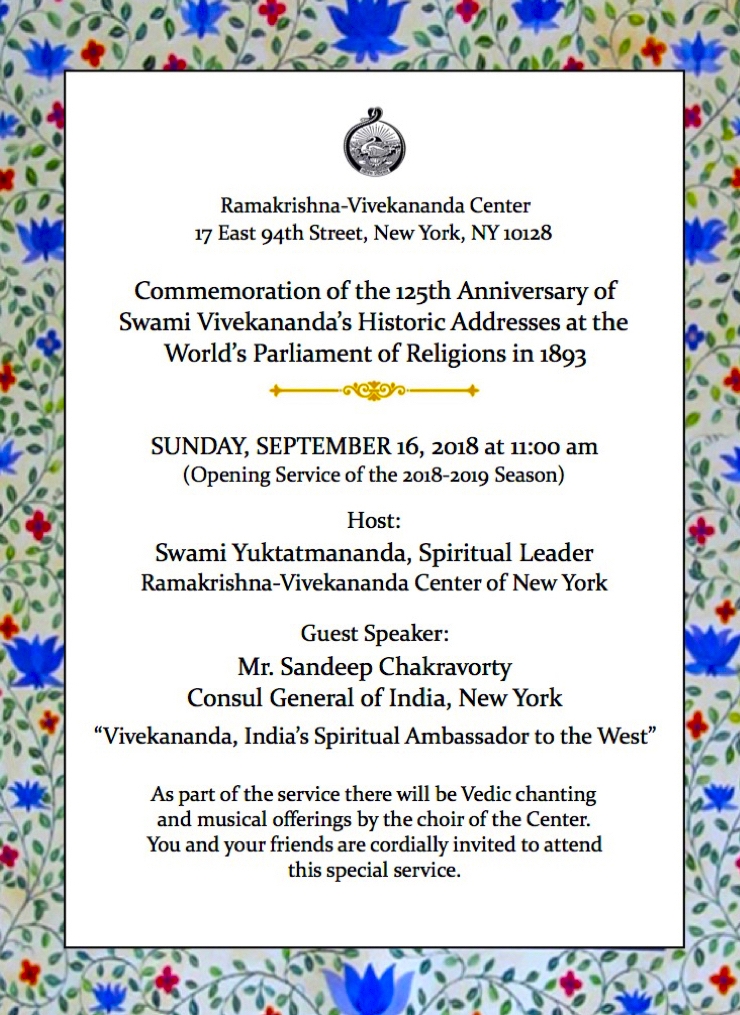 Ramakrishna-Vivekananda Center
17 East 94th Street, New York, NY 10128
Commemoration of the 125th Anniversary of
Swami Vivekananda’s Historic Addresses at the
World’s Parliament of Religions in 1893
SUNDAY, SEPTEMBER 16, 2018 at 11:00 am
(Opening Service of the 2018-2019 Season)
Host:
Swami Yuktatmananda, Spiritual Leader
Ramakrishna-Vivekananda Center of New York
Guest Speaker:
Mr. Sandeep Chakravorty
Consul General of India, New York
“Vivekananda, India’s Spiritual Ambassador to the West”
As part of the service there will be Vedic chanting
and musical offerings by the choir of the Center.
You and your friends are cordially invited to attend
this special service.